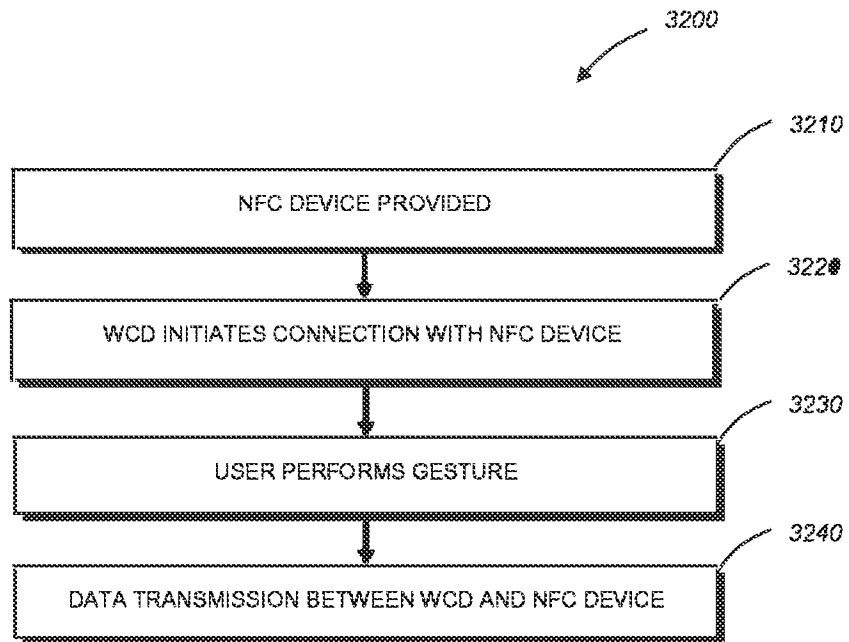 3200
3210
NFC DEVICE PROVIDED
3220
WCD INITIATES CONNECTION WITH NFC DEVICE
3230
USER PERFORMS GESTURE
3240
DATA TRANSMISSION BETWEEN WCD AND NFC DEVICE